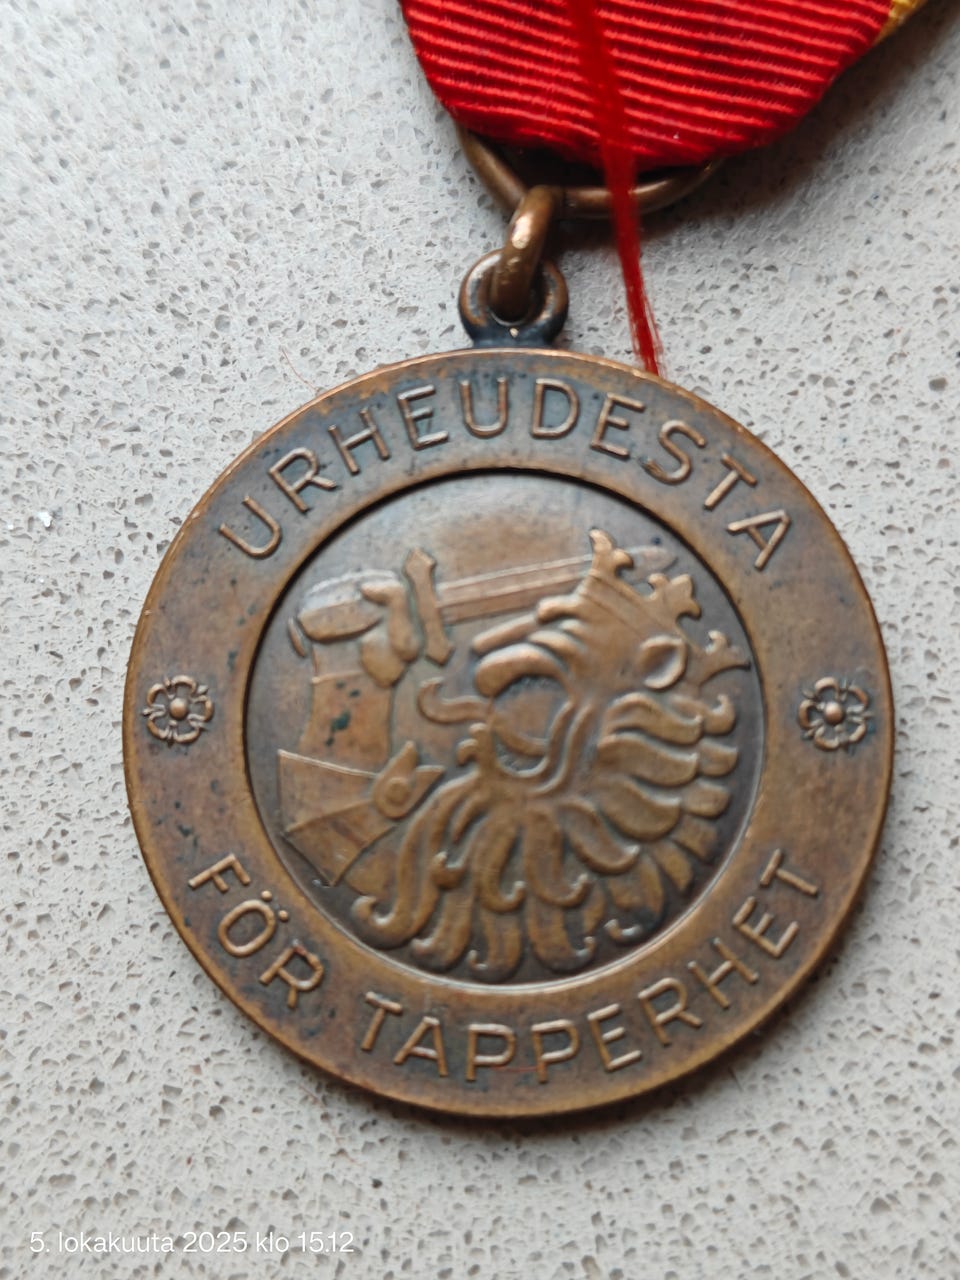 URHEUDESTA
FÖR TAPPERHET
5. lokakuuta 2025 klo 15.12